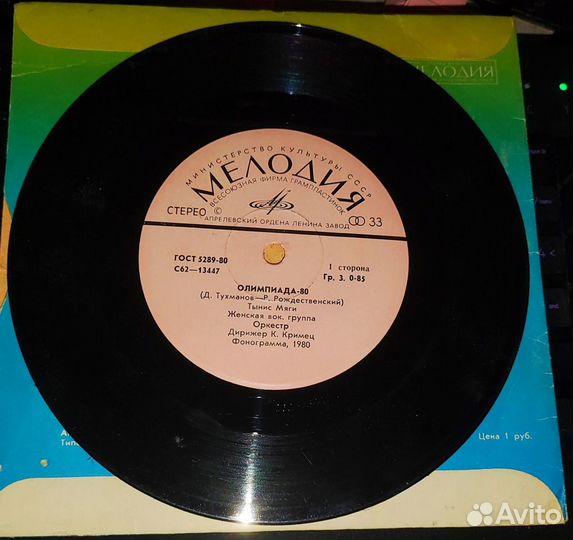 МЕЛОДИЯ
МИНИСТЕРСТВО КУЛЬТУРЫ СССР
МЕЛОДИЯ
ВСЕСОЮЗНАЯ ФИРМА ГРАМПЛАСТИНОК
СТЕРЕО
33
АПРЕЛЕВСКИЙ ОРДЕНА ЛЕНИНА ЗАВОД
ГОСТ 5289-80
С62—13447
1 сторона
Гр. 3. 0-85
ОЛИМПИАДА-80
(Д. Тухманов—Р. Рождественский)
Тынис Мяги
Женская вок. группа
Оркестр
Дирижер К. Кримец
Фонограмма, 1980
Цена 1 руб.
Avito